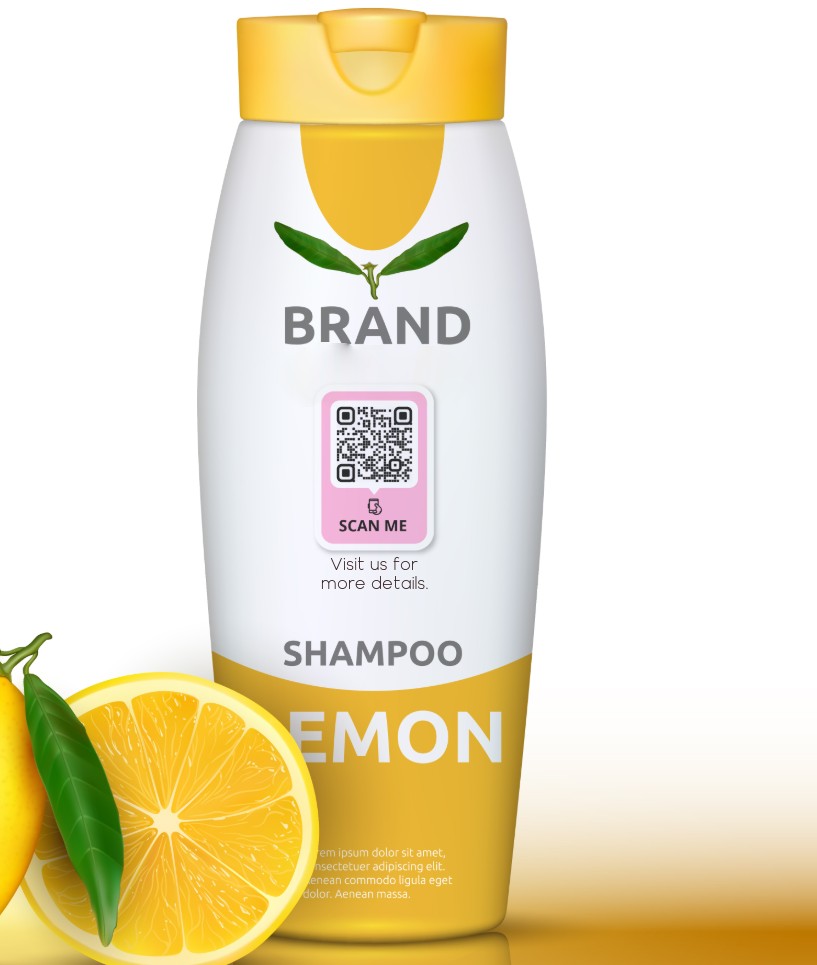 BRAND
SCAN ME
Visit us for
more details.
SHAMPOO
EMON
rem ipsum dolor sit amet,
nsectetuer adipiscing elit.
enean commodo ligula eget
dolor. Aenean massa.